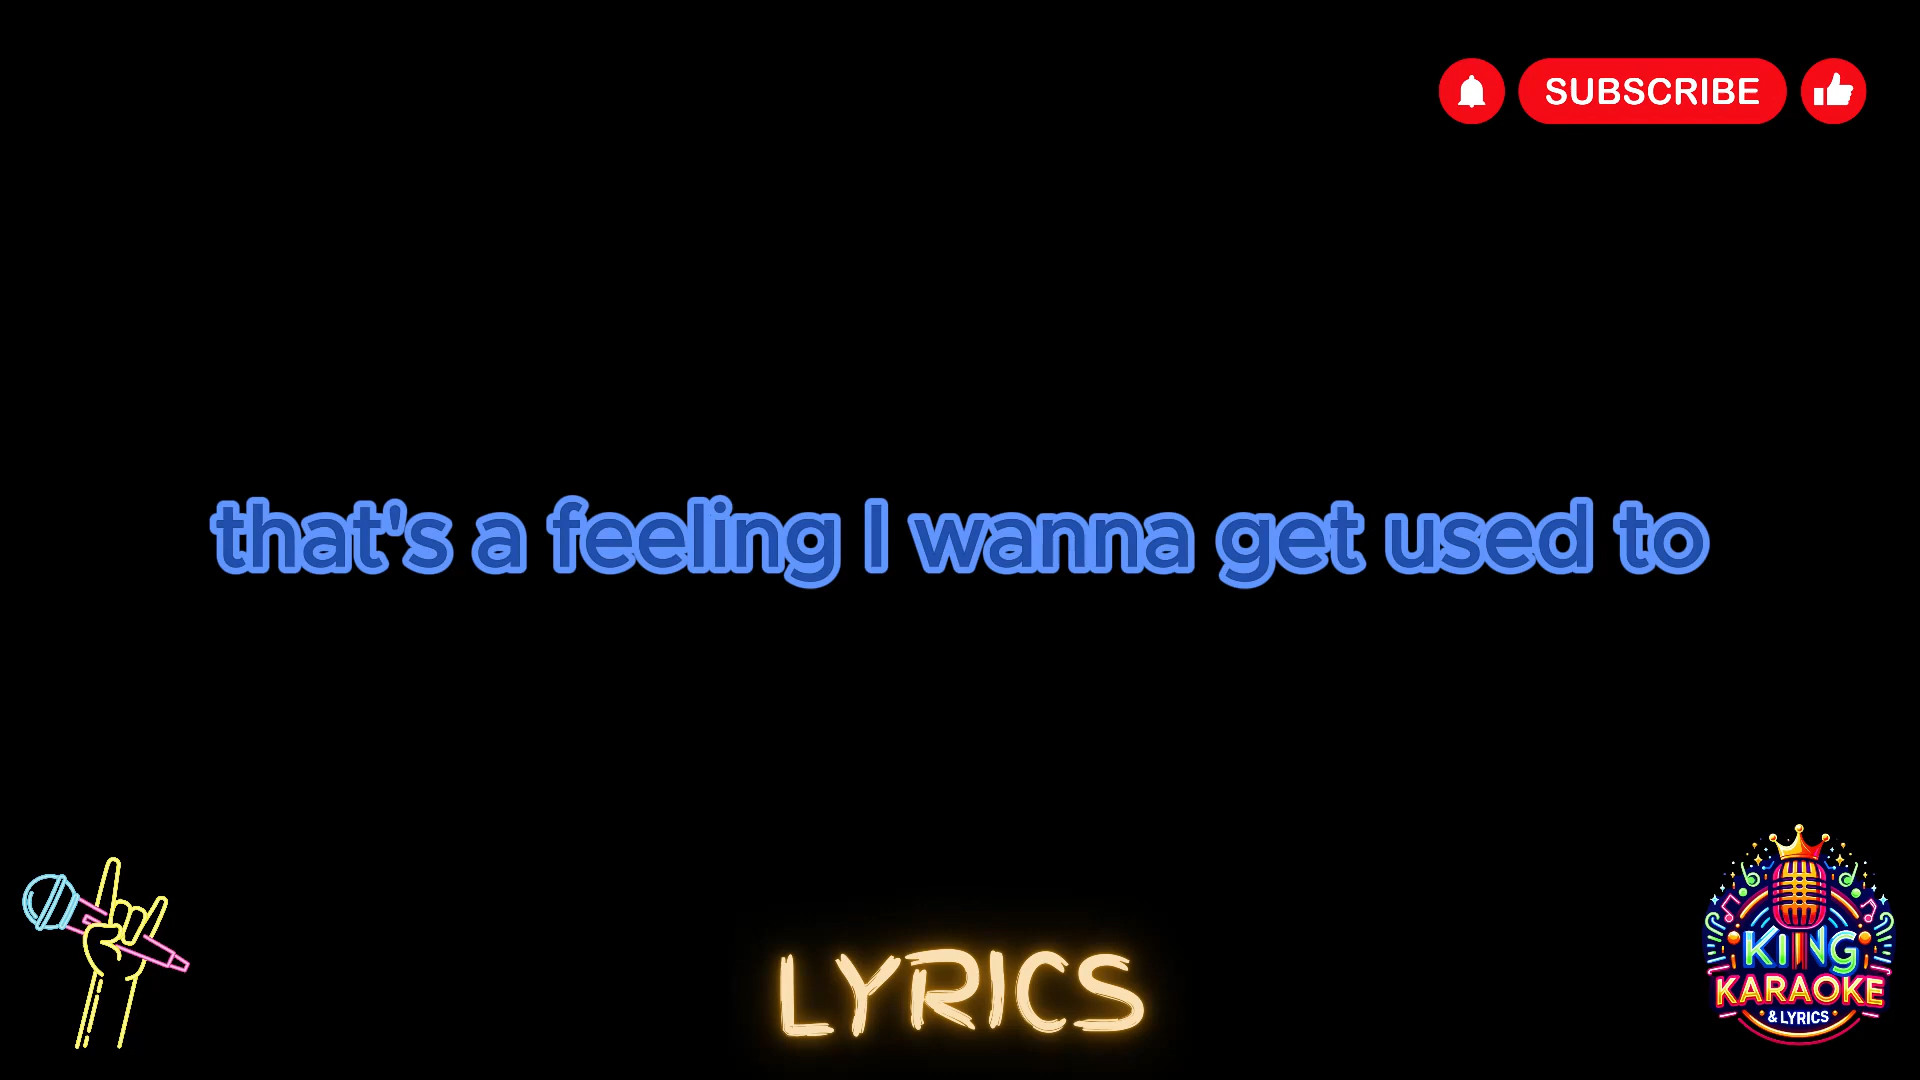 SUBSCRIBE
that's a feeling I wanna get used to
LYRICS
KING
KARAOKE
& LYRICS